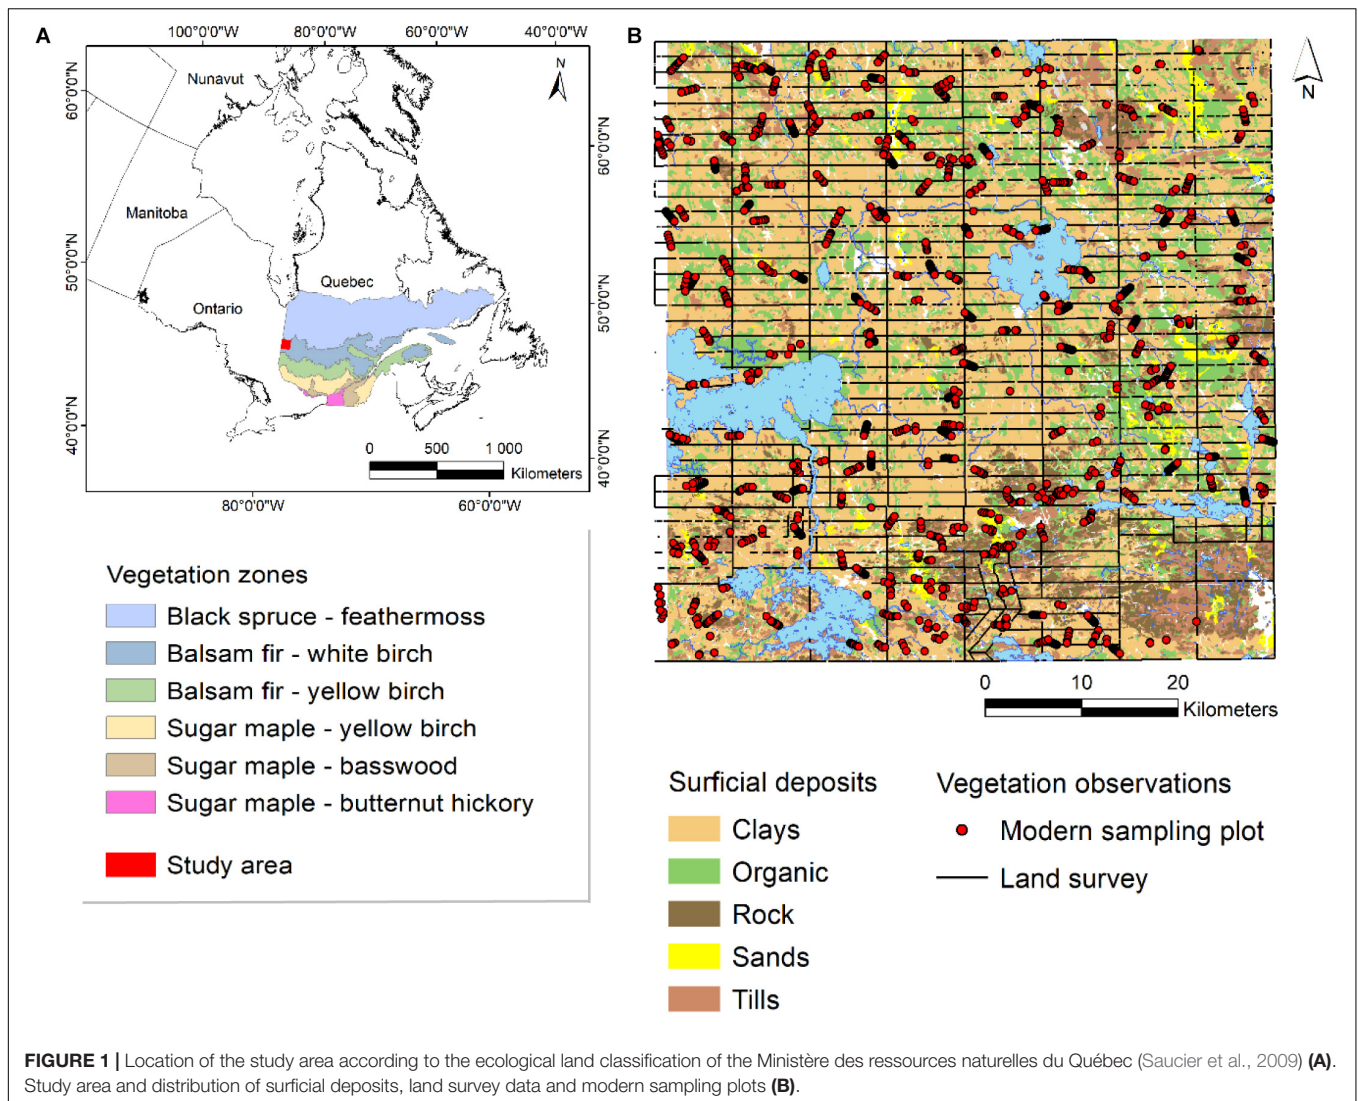 A
100°0'0"W 80°0'0"W 60°0'0"W 40°0'0"W
60°0'0"N
50°0'0"N
40°0'0"N
Nunavut
Manitoba
Ontario
Quebec
N
60°0'0"N
50°0'0"N
40°0'0"N
0 500 1 000
Kilometers
80°0'0"W 60°0'0"W
Vegetation zones
Black spruce - feathermoss
Balsam fir - white birch
Balsam fir - yellow birch
Sugar maple - yellow birch
Sugar maple - basswood
Sugar maple - butternut hickory
Study area
B
N
0 10 20
Kilometers
Surficial deposits
Clays
Organic
Rock
Sands
Tills
Vegetation observations
Modern sampling plot
Land survey
FIGURE 1 | Location of the study area according to the ecological land classification of the Ministère des ressources naturelles du Québec (Saucier et al., 2009) (A).
Study area and distribution of surficial deposits, land survey data and modern sampling plots (B).